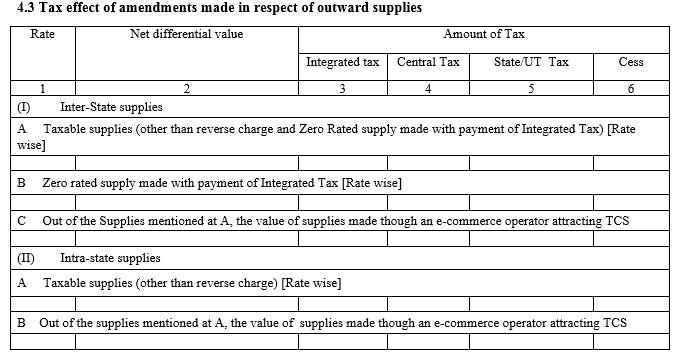 4.3 Tax effect of amendments made in respect of outward supplies
Rate Net differential value Amount of Tax
Integrated tax Central Tax State/UT Tax Cess
1 2 3 4 5 6
(I) Inter-State supplies
A Taxable supplies (other than reverse charge and Zero Rated supply made with payment of Integrated Tax) [Rate
wise]
B Zero rated supply made with payment of Integrated Tax [Rate wise]
C Out of the Supplies mentioned at A, the value of supplies made though an e-commerce operator attracting TCS
(II) Intra-state supplies
A Taxable supplies (other than reverse charge) [Rate wise]
B Out of the supplies mentioned at A, the value of supplies made though an e-commerce operator attracting TCS